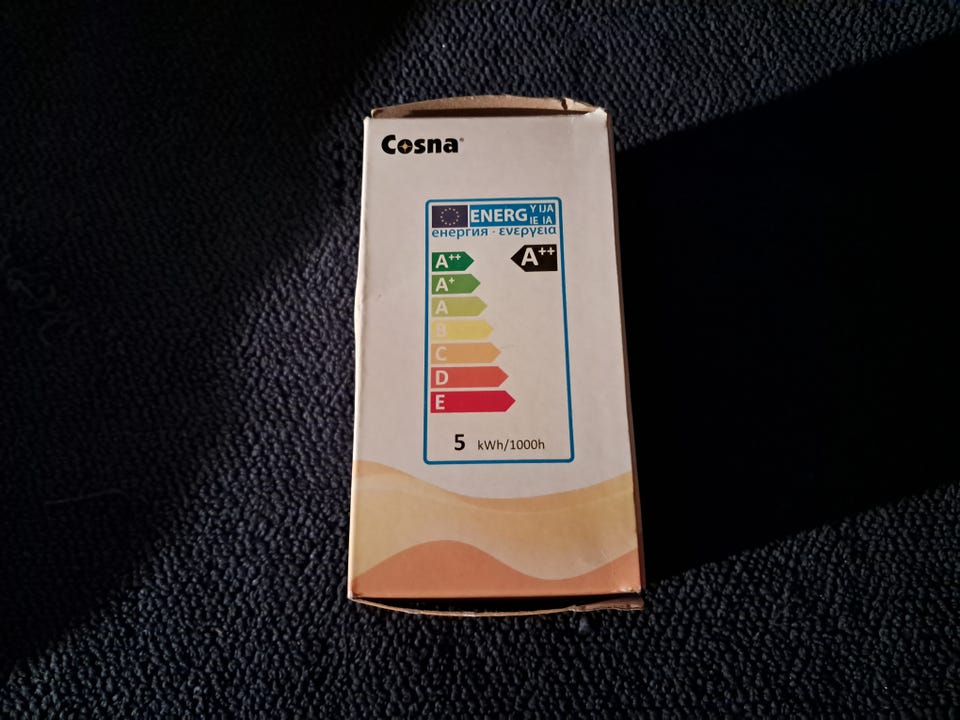 Cosna®
ENERG Y IJA
IE IA
енергия · ενεργεια
A++ A++
A+
A
B
C
D
E
5 kWh/1000h